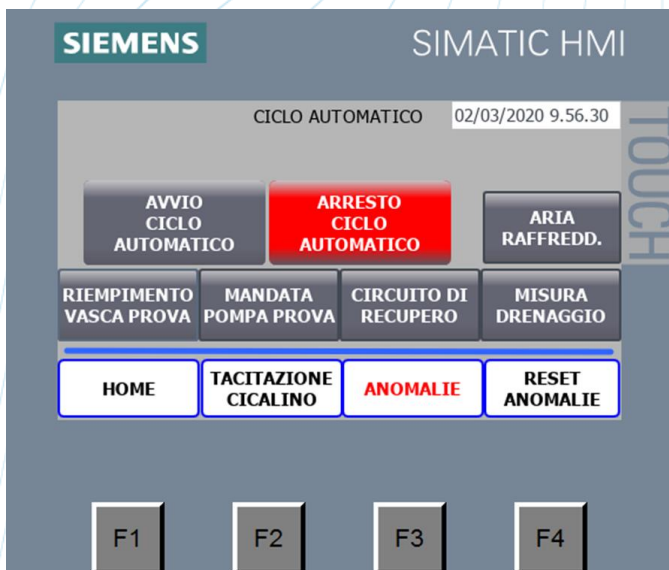 SIEMENS
SIMATIC HMI
TOUCH
CICLO AUTOMATICO
02/03/2020 9.56.30
AVVIO
CICLO
AUTOMATICO
ARRESTO
CICLO
AUTOMATICO
ARIA
RAFFREDD.
RIEMPIMENTO
VASCA PROVA
MANDATA
POMPA PROVA
CIRCUITO DI
RECUPERO
MISURA
DRENAGGIO
HOME
TACITAZIONE
CICALINO
ANOMALIE
RESET
ANOMALIE
F1
F2
F3
F4